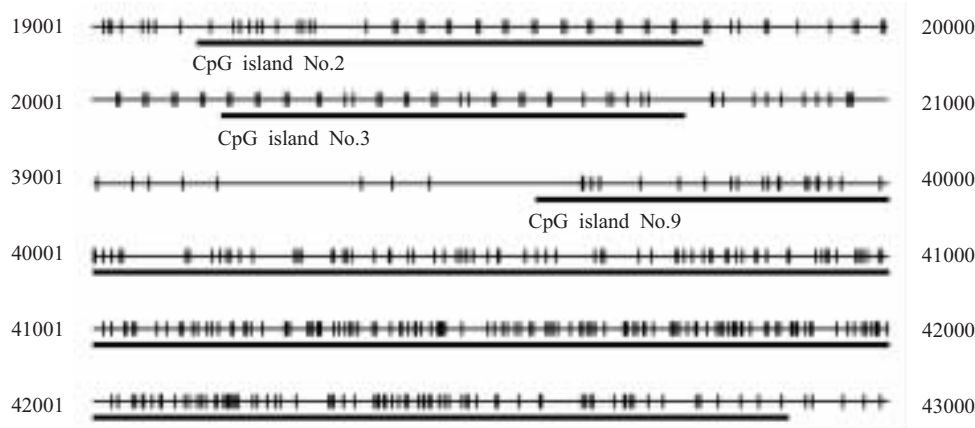 19001 20000
CpG island No.2
20001 21000
CpG island No.3
39001 40000
CpG island No.9
40001 41000
41001 42000
42001 43000